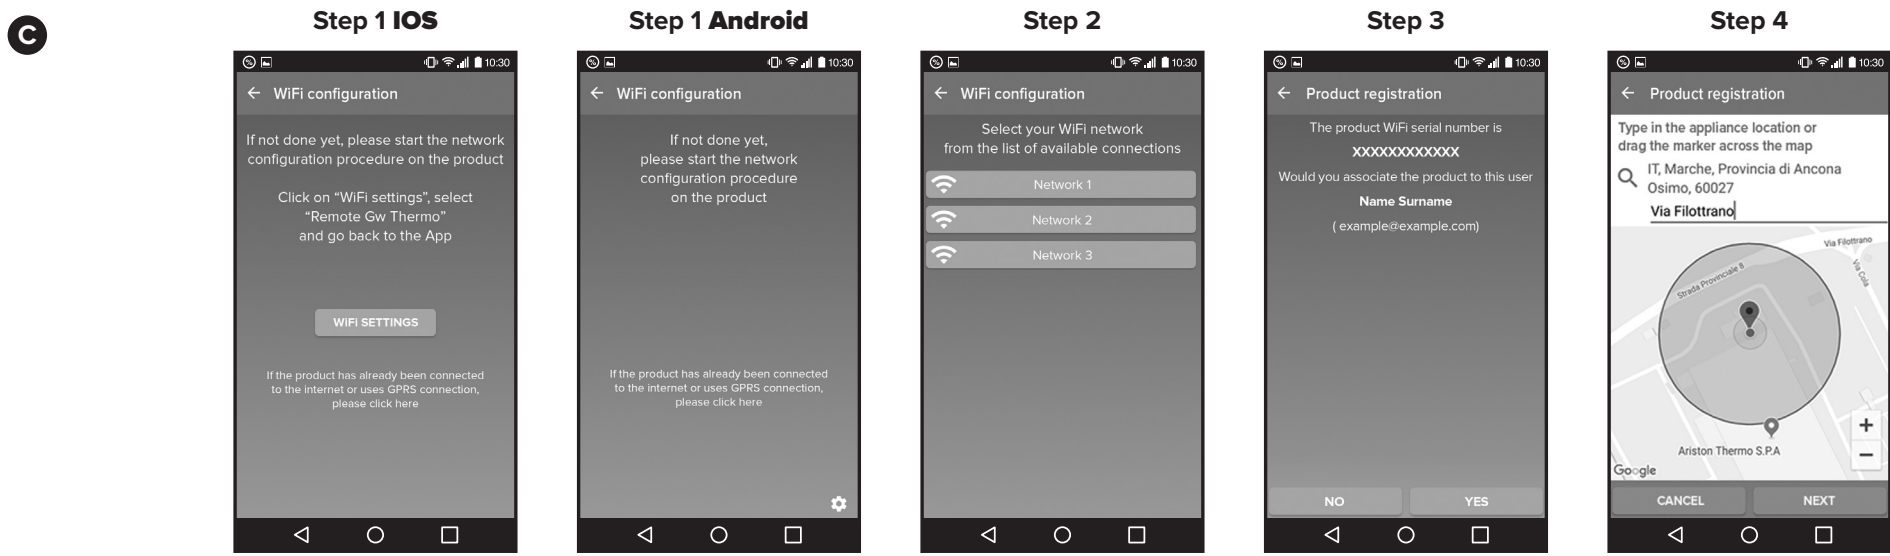 C
Step 1 IOS
10:30
WiFi configuration
If not done yet, please start the network
configuration procedure on the product
Click on “WiFi settings”, select
“Remote Gw Thermo”
and go back to the App
WiFi SETTINGS
If the product has already been connected
to the internet or uses GPRS connection,
please click here
Step 1 Android
10:30
WiFi configuration
If not done yet,
please start the network
configuration procedure
on the product
If the product has already been connected
to the internet or uses GPRS connection,
please click here
Step 2
10:30
WiFi configuration
Select your WiFi network
from the list of available connections
Network 1
Network 2
Network 3
Step 3
10:30
Product registration
The product WiFi serial number is
XXXXXXXXXXXX
Would you associate the product to this user
Name Surname
( example@example.com)
NO
YES
Step 4
10:30
Product registration
Type in the appliance location or
drag the marker across the map
IT, Marche, Provincia di Ancona
Osimo, 60027
Via Filottrano
Via Filottrano
Via Cola
Strada Provinciale 8
Ariston Thermo S.P.A
Google
+
−
CANCEL
NEXT